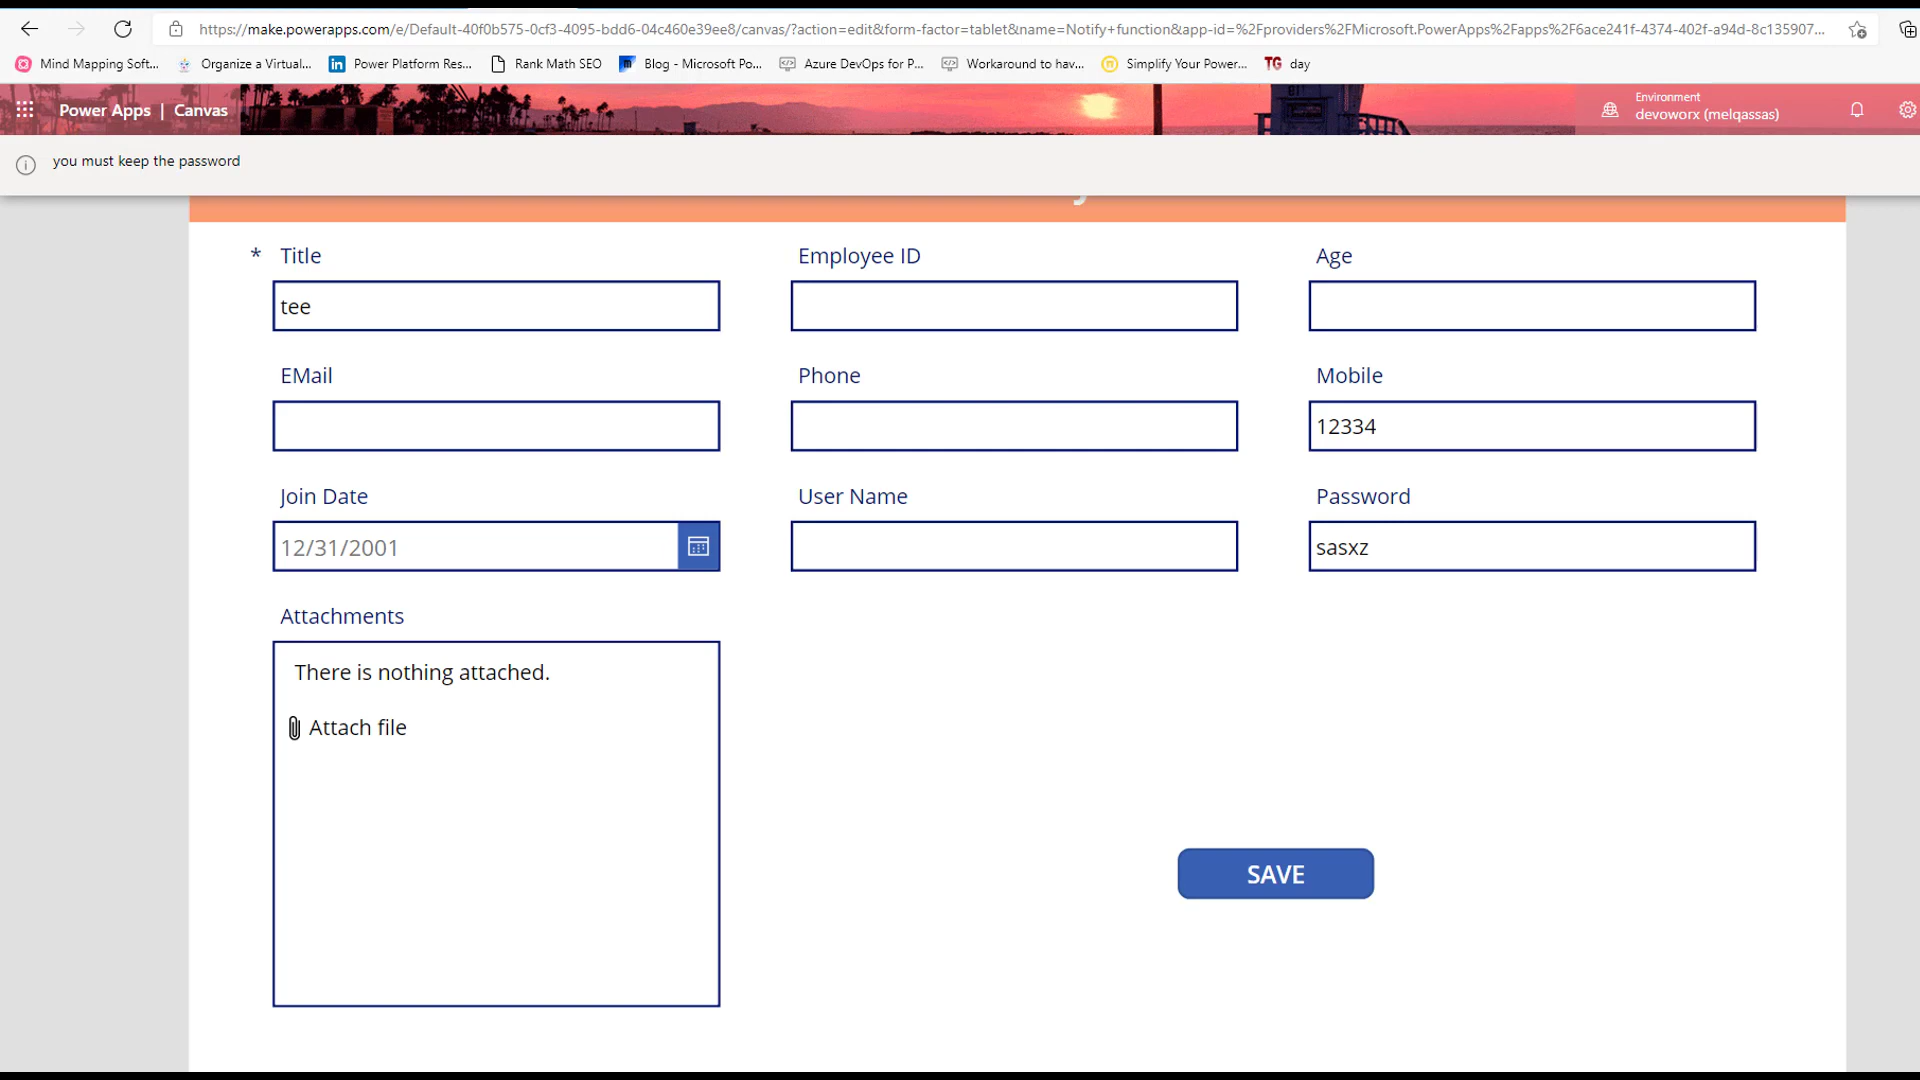 https://make.powerapps.com/e/Default-40f0b575-0cf3-4095-bdd6-04c460e39ee8/canvas/?action=edit&form-factor=tablet&name=Notify+function&app-id=%2Fproviders%2FMicrosoft.PowerApps%2Fapps%2F6ace241f-4374-402f-a94d-8c135907...
Mind Mapping Soft... Organize a Virtual... Power Platform Res... Rank Math SEO Blog - Microsoft Po... Azure DevOps for P... Workaround to hav... Simplify Your Power... TG day
Power Apps | Canvas
Environment
devoworx (melqassas)
you must keep the password
* Title Employee ID Age
tee
EMail Phone Mobile
12334
Join Date User Name Password
12/31/2001 sasxz
Attachments
There is nothing attached.
Attach file
SAVE